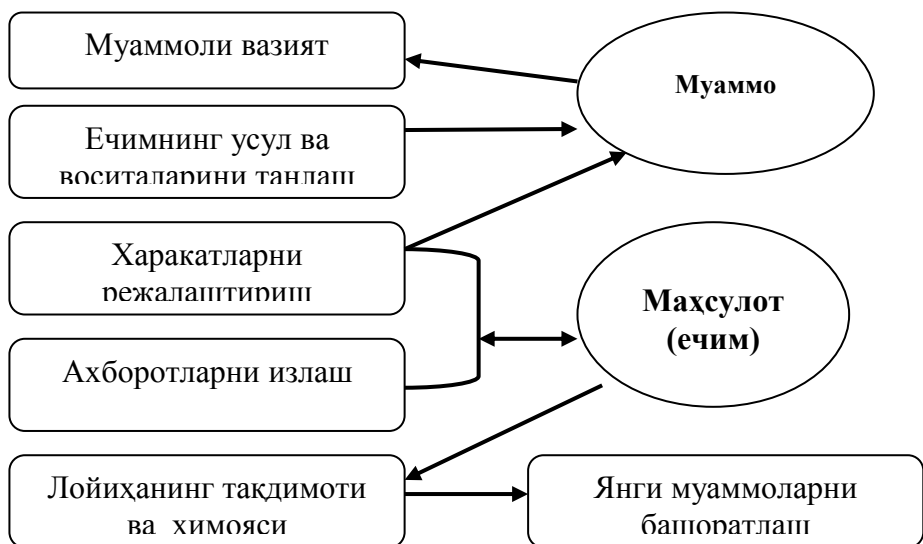 Муаммоли вазият
Муаммо
Ечимнинг усул ва
воситаларини танлаш
Харакатларни
режалаштириш
Маҳсулот
(ечим)
Ахборотларни излаш
Лойиҳанинг тақдимоти
ва химояси
Янги муаммоларни
башоратлаш